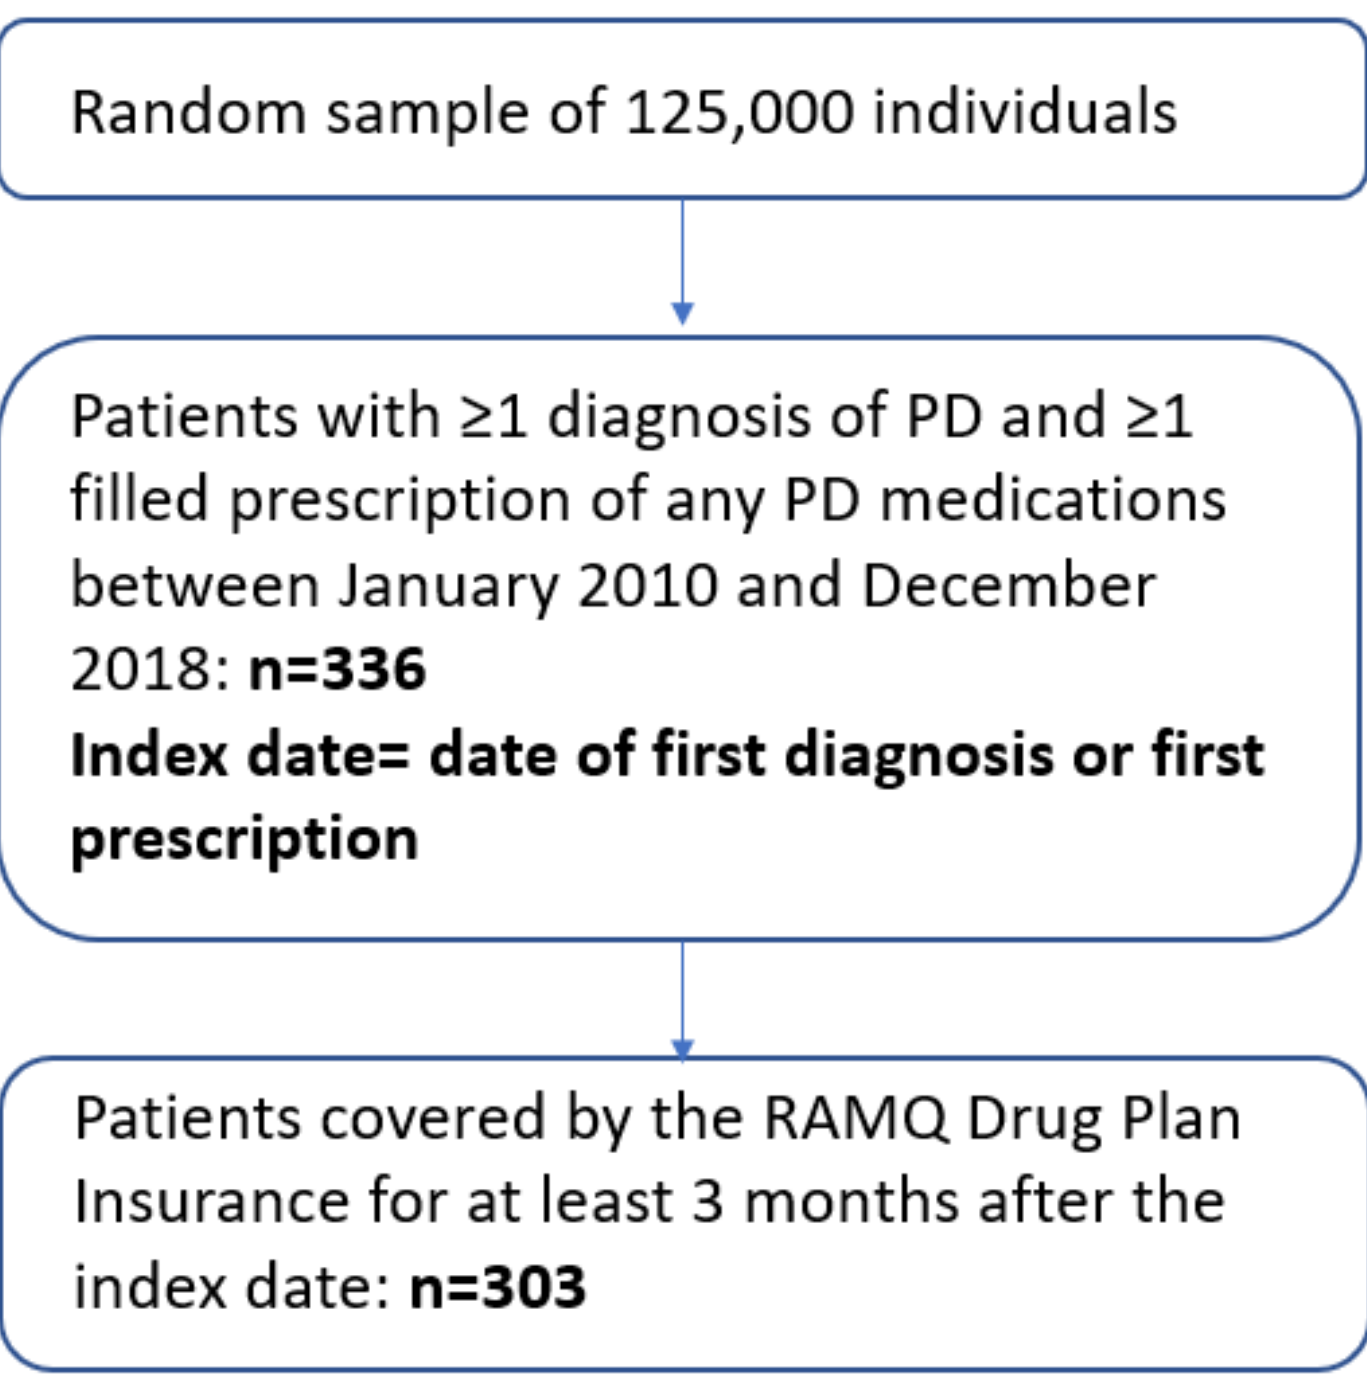 Random sample of 125,000 individuals
Patients with ≥1 diagnosis of PD and ≥1
filled prescription of any PD medications
between January 2010 and December
2018: n=336
Index date= date of first diagnosis or first
prescription
Patients covered by the RAMQ Drug Plan
Insurance for at least 3 months after the
index date: n=303